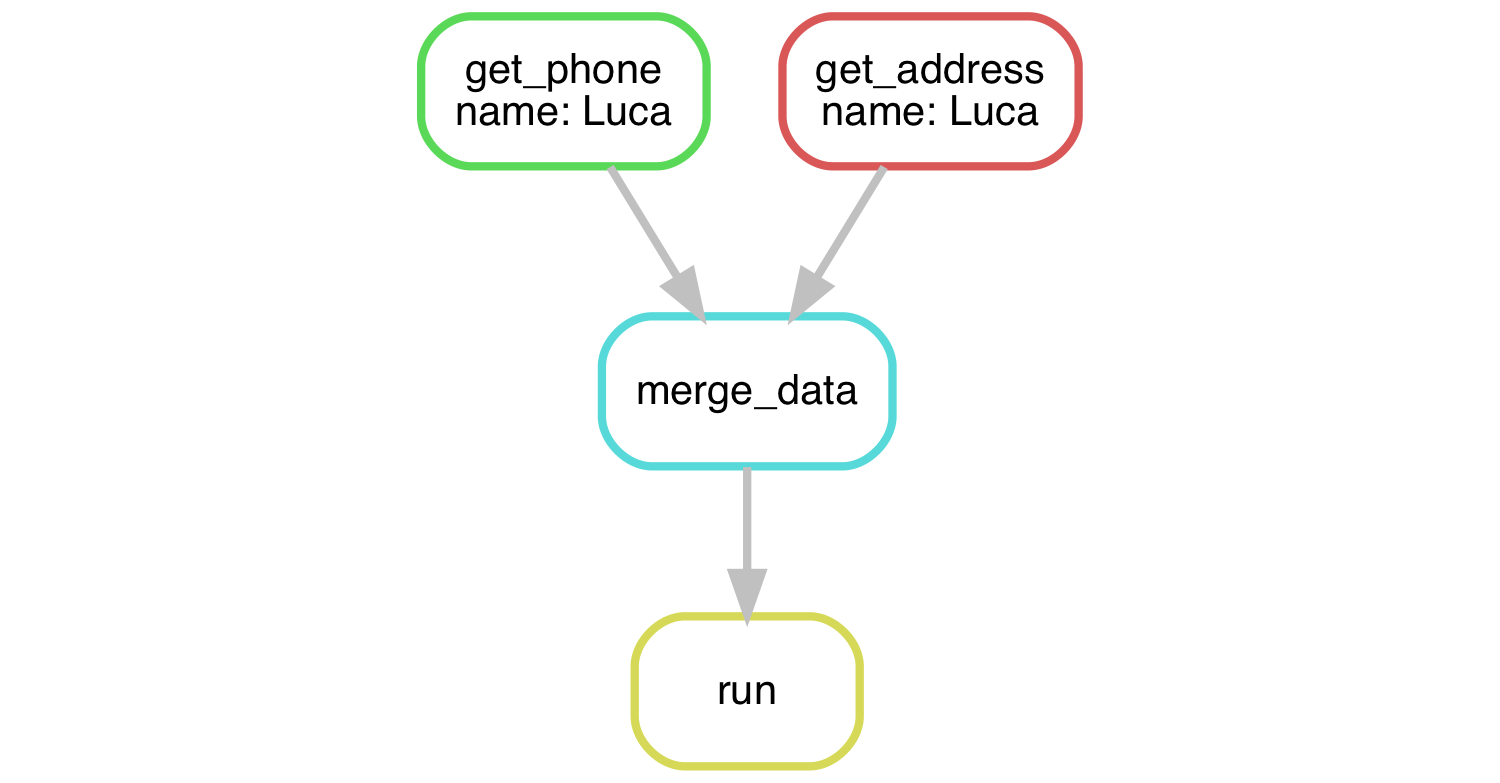 get_phone
name: Luca
get_address
name: Luca
merge_data
run